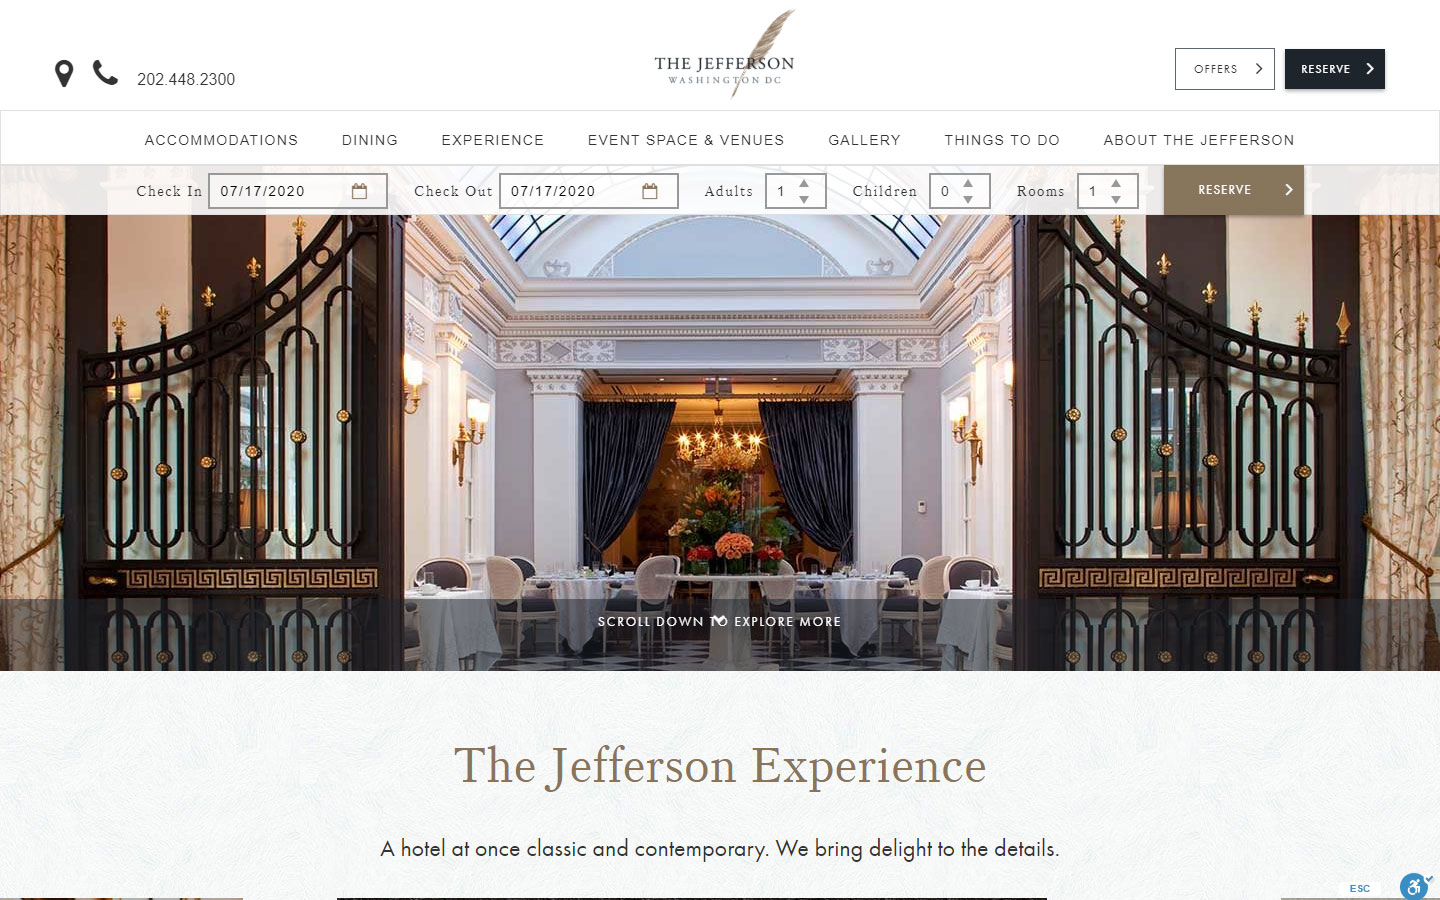 202.448.2300
THE JEFFERSON
WASHINGTON DC
OFFERS
RESERVE
ACCOMMODATIONS
DINING
EXPERIENCE
EVENT SPACE & VENUES
GALLERY
THINGS TO DO
ABOUT THE JEFFERSON
Check In 07/17/2020
Check Out 07/17/2020
Adults 1
Children 0
Rooms 1
RESERVE
SCROLL DOWN TO EXPLORE MORE
The Jefferson Experience
A hotel at once classic and contemporary. We bring delight to the details.
ESC